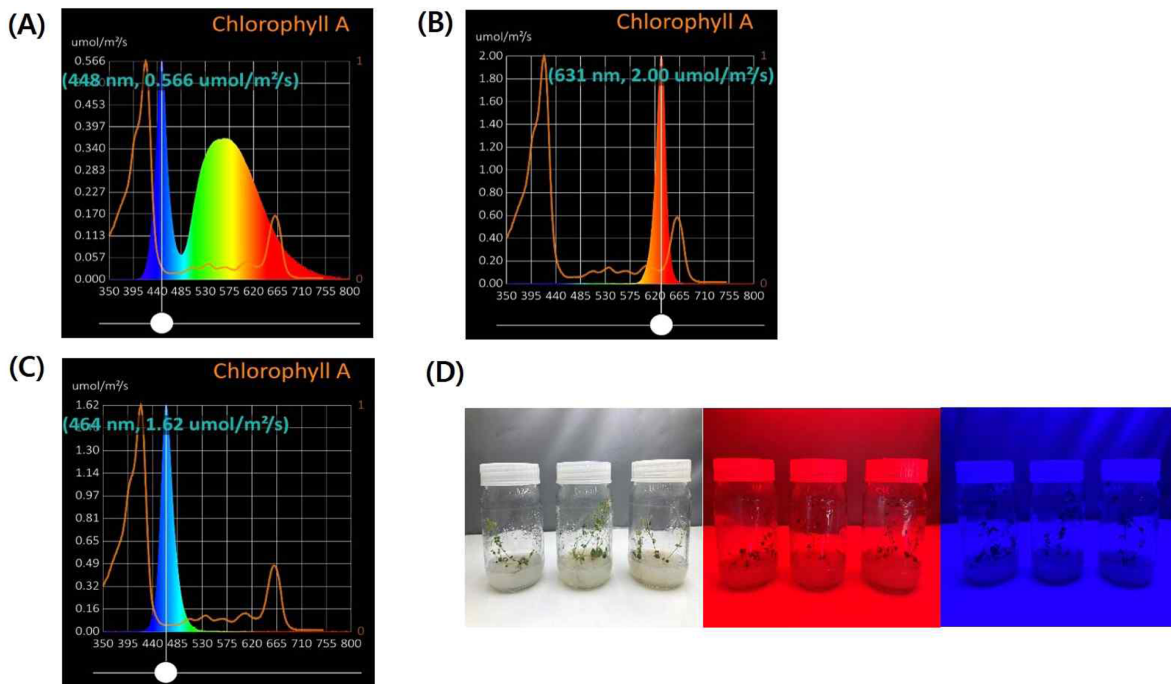 (A)
Chlorophyll A
umol/m²/s
0.566
(448 nm, 0.566 umol/m²/s)
0.453
0.397
0.340
0.283
0.227
0.170
0.113
0.057
0.000
1
0
350 395 440 485 530 575 620 665 710 755 800
(B)
Chlorophyll A
umol/m²/s
2.00
(631 nm, 2.00 umol/m²/s)
1.80
1.60
1.40
1.20
1.00
0.80
0.60
0.40
0.20
0.00
1
0
350 395 440 485 530 575 620 665 710 755 800
(C)
Chlorophyll A
umol/m²/s
1.62
(464 nm, 1.62 umol/m²/s)
1.30
1.14
0.97
0.81
0.65
0.49
0.32
0.16
0.00
1
0
350 395 440 485 530 575 620 665 710 755 800
(D)